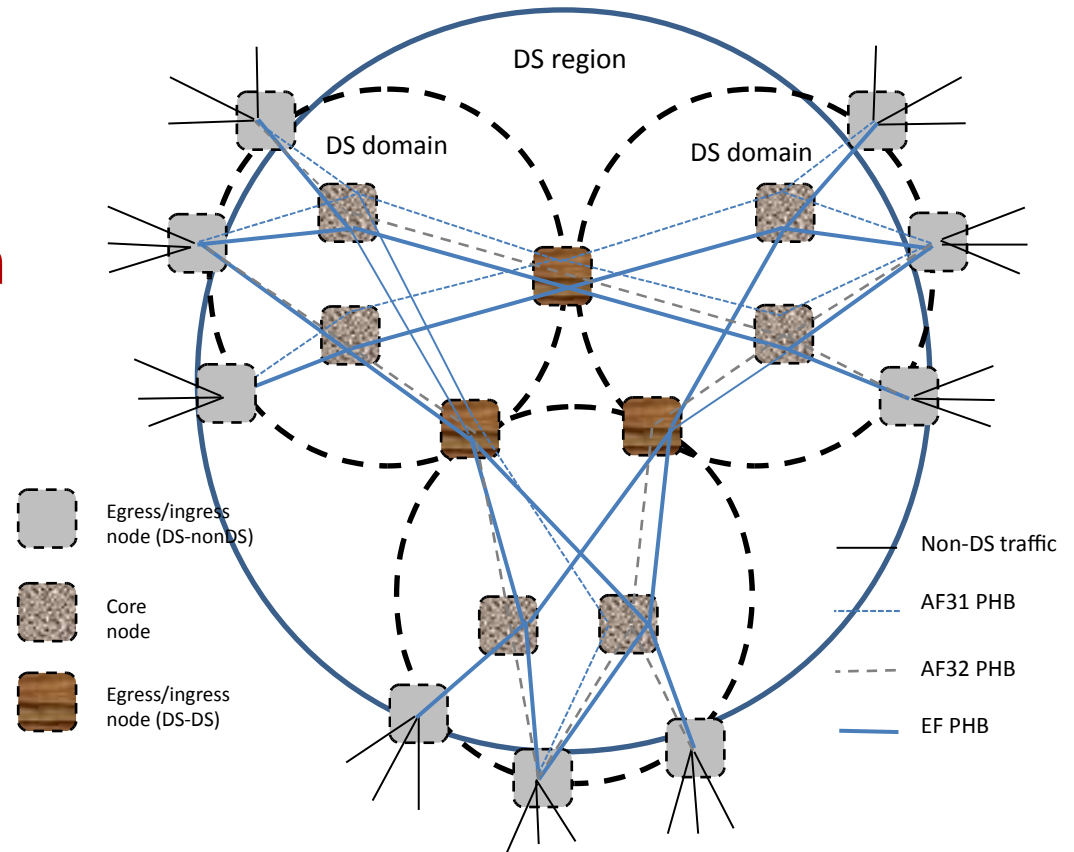 DS region
DS domain
DS domain
Egress/ingress
node (DS-nonDS)
Core
node
Egress/ingress
node (DS-DS)
Non-DS traffic
AF31 PHB
AF32 PHB
EF PHB